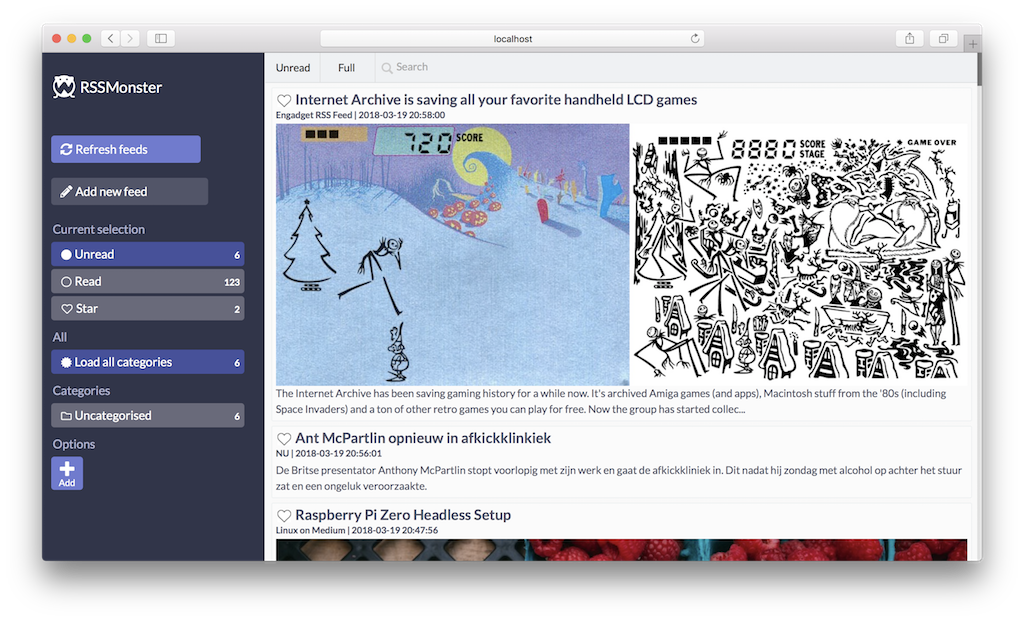 localhost
RSSMonster
Refresh feeds
Add new feed
Current selection
Unread 6
Read 123
Star 2
All
Load all categories 6
Categories
Uncategorised 6
Options
Add
Unread Full Search
Internet Archive is saving all your favorite handheld LCD games
Engadget RSS Feed | 2018-03-19 20:58:00
720 SCORE
8880 SCORE
STAGE
GAME OVER
The Internet Archive has been saving gaming history for a while now. It's archived Amiga games (and apps), Macintosh stuff from the '80s (including
Space Invaders) and a ton of other retro games you can play for free. Now the group has started collec...
Ant McPartlin opnieuw in afkickklinkiek
NU | 2018-03-19 20:56:01
De Britse presentator Anthony McPartlin stopt voorlopig met zijn werk en gaat de afkickkliniek in. Dit nadat hij zondag met alcohol op achter het stuur
zat en een ongeluk veroorzaakte.
Raspberry Pi Zero Headless Setup
Linux on Medium | 2018-03-19 20:47:56